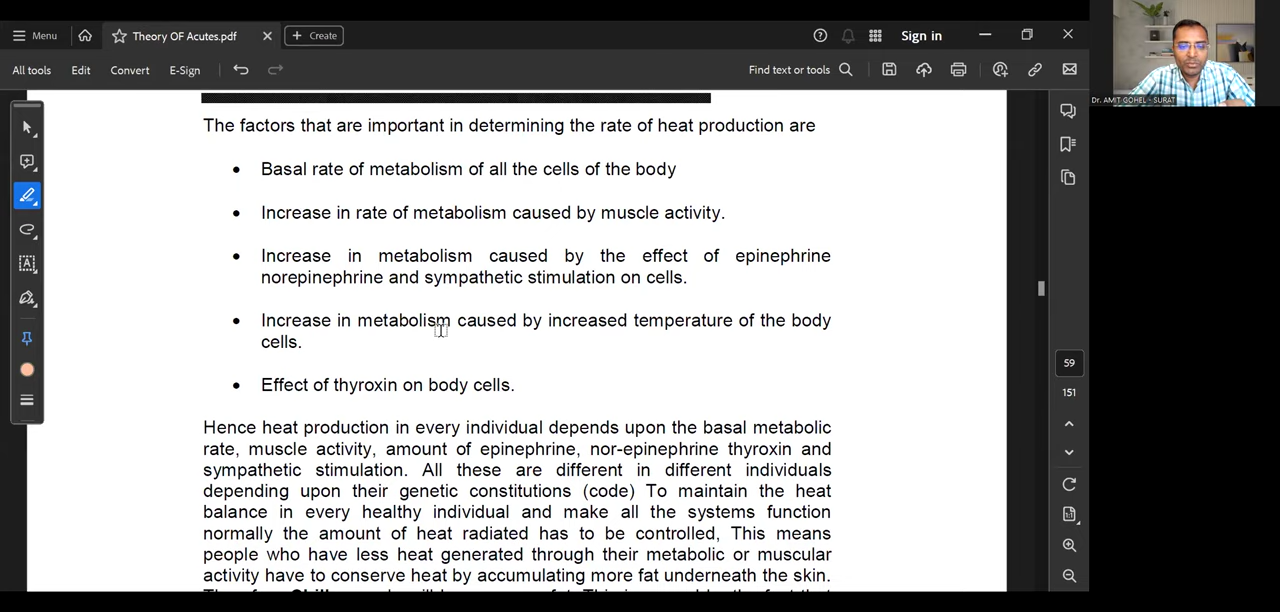 Menu
Theory OF Acutes.pdf
Create
Sign in
All tools
Edit
Convert
E-Sign
Find text or tools
Dr. AMIT GOHEL - SURAT
The factors that are important in determining the rate of heat production are
• Basal rate of metabolism of all the cells of the body
• Increase in rate of metabolism caused by muscle activity.
• Increase in metabolism caused by the effect of epinephrine
norepinephrine and sympathetic stimulation on cells.
• Increase in metabolism caused by increased temperature of the body
cells.
• Effect of thyroxin on body cells.
Hence heat production in every individual depends upon the basal metabolic
rate, muscle activity, amount of epinephrine, nor-epinephrine thyroxin and
sympathetic stimulation. All these are different in different individuals
depending upon their genetic constitutions (code) To maintain the heat
balance in every healthy individual and make all the systems function
normally the amount of heat radiated has to be controlled, This means
people who have less heat generated through their metabolic or muscular
activity have to conserve heat by accumulating more fat underneath the skin.
59
151